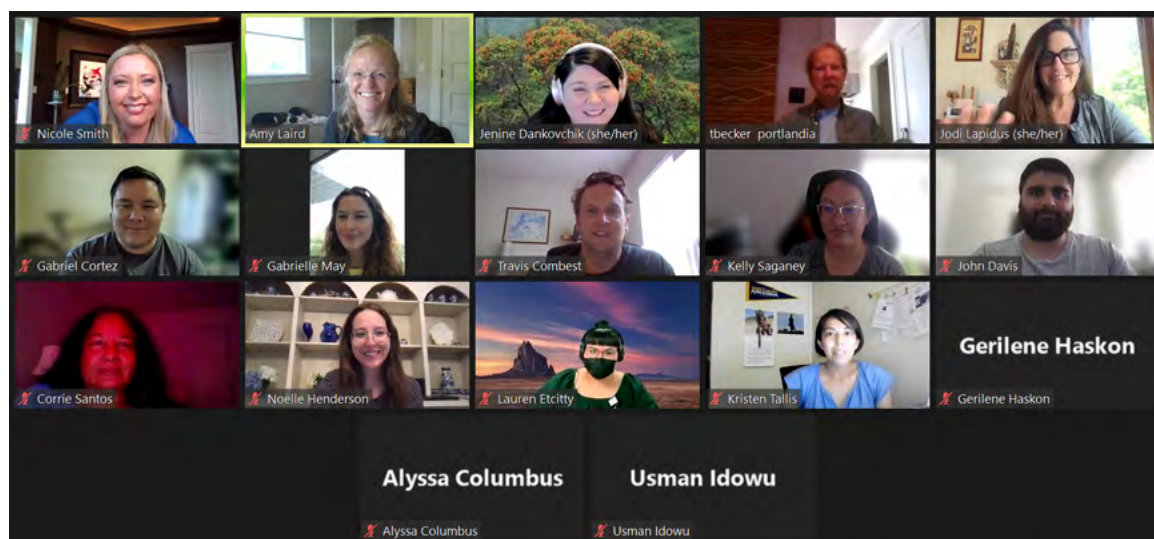 Nicole Smith
Amy Laird
Jenine Dankovchik (she/her)
tbecker portlandia
Jodi Lapidus (she/her)
Gabriel Cortez
Gabrielle May
Travis Combest
Kelly Saganey
John Davis
Corrie Santos
Noelle Henderson
Lauren Etcitty
Kristen Tallis
Gerilene Haskon
Gerilene Haskon
Alyssa Columbus
Alyssa Columbus
Usman Idowu
Usman Idowu